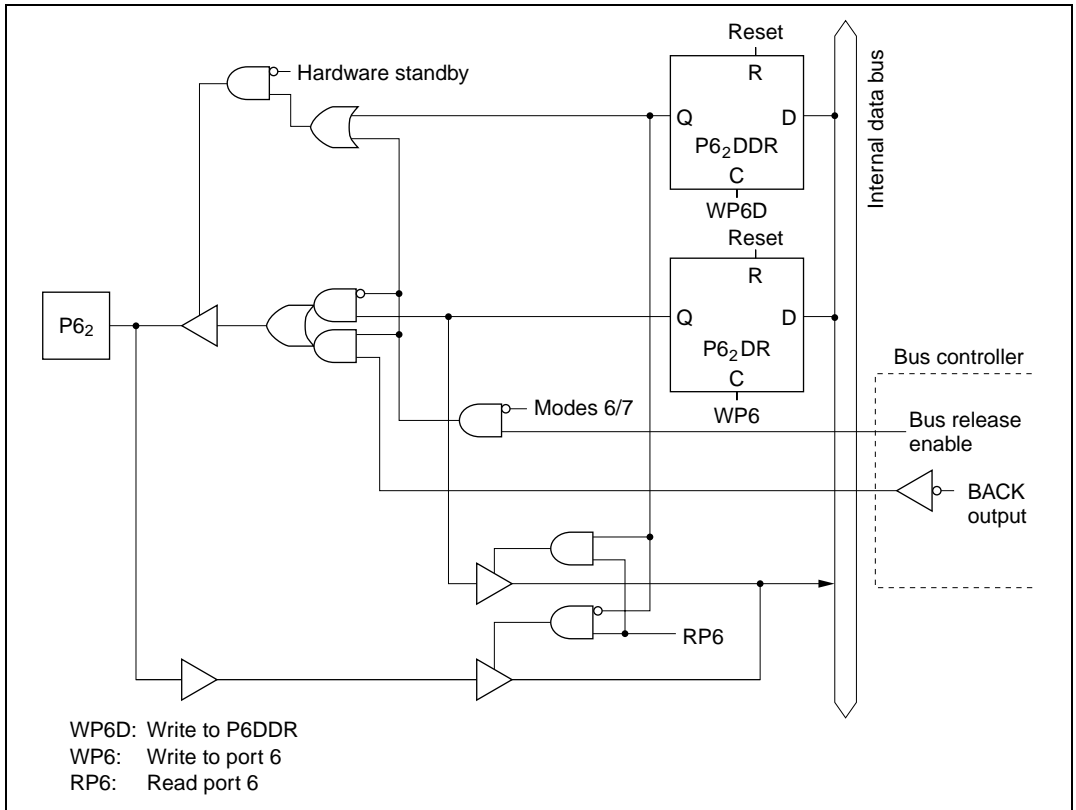 Reset
Hardware standby
R
Q D
P6₂DDR
C
WP6D
Internal data bus
Reset
R
P6₂
Q D
P6₂DR
C
WP6
Bus controller
Modes 6/7
Bus release
enable
BACK
output
RP6
WP6D: Write to P6DDR
WP6: Write to port 6
RP6: Read port 6